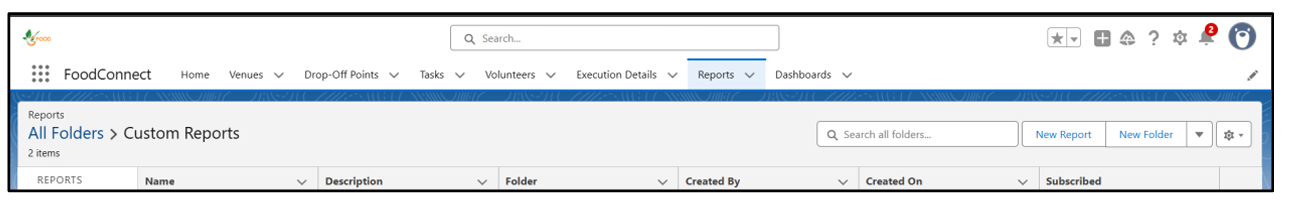 FOOD
Search...
2
FoodConnect Home Venues Drop-Off Points Tasks Volunteers Execution Details Reports Dashboards
Reports
All Folders > Custom Reports
Search all folders...
New Report New Folder
2 items
REPORTS Name Description Folder Created By Created On Subscribed